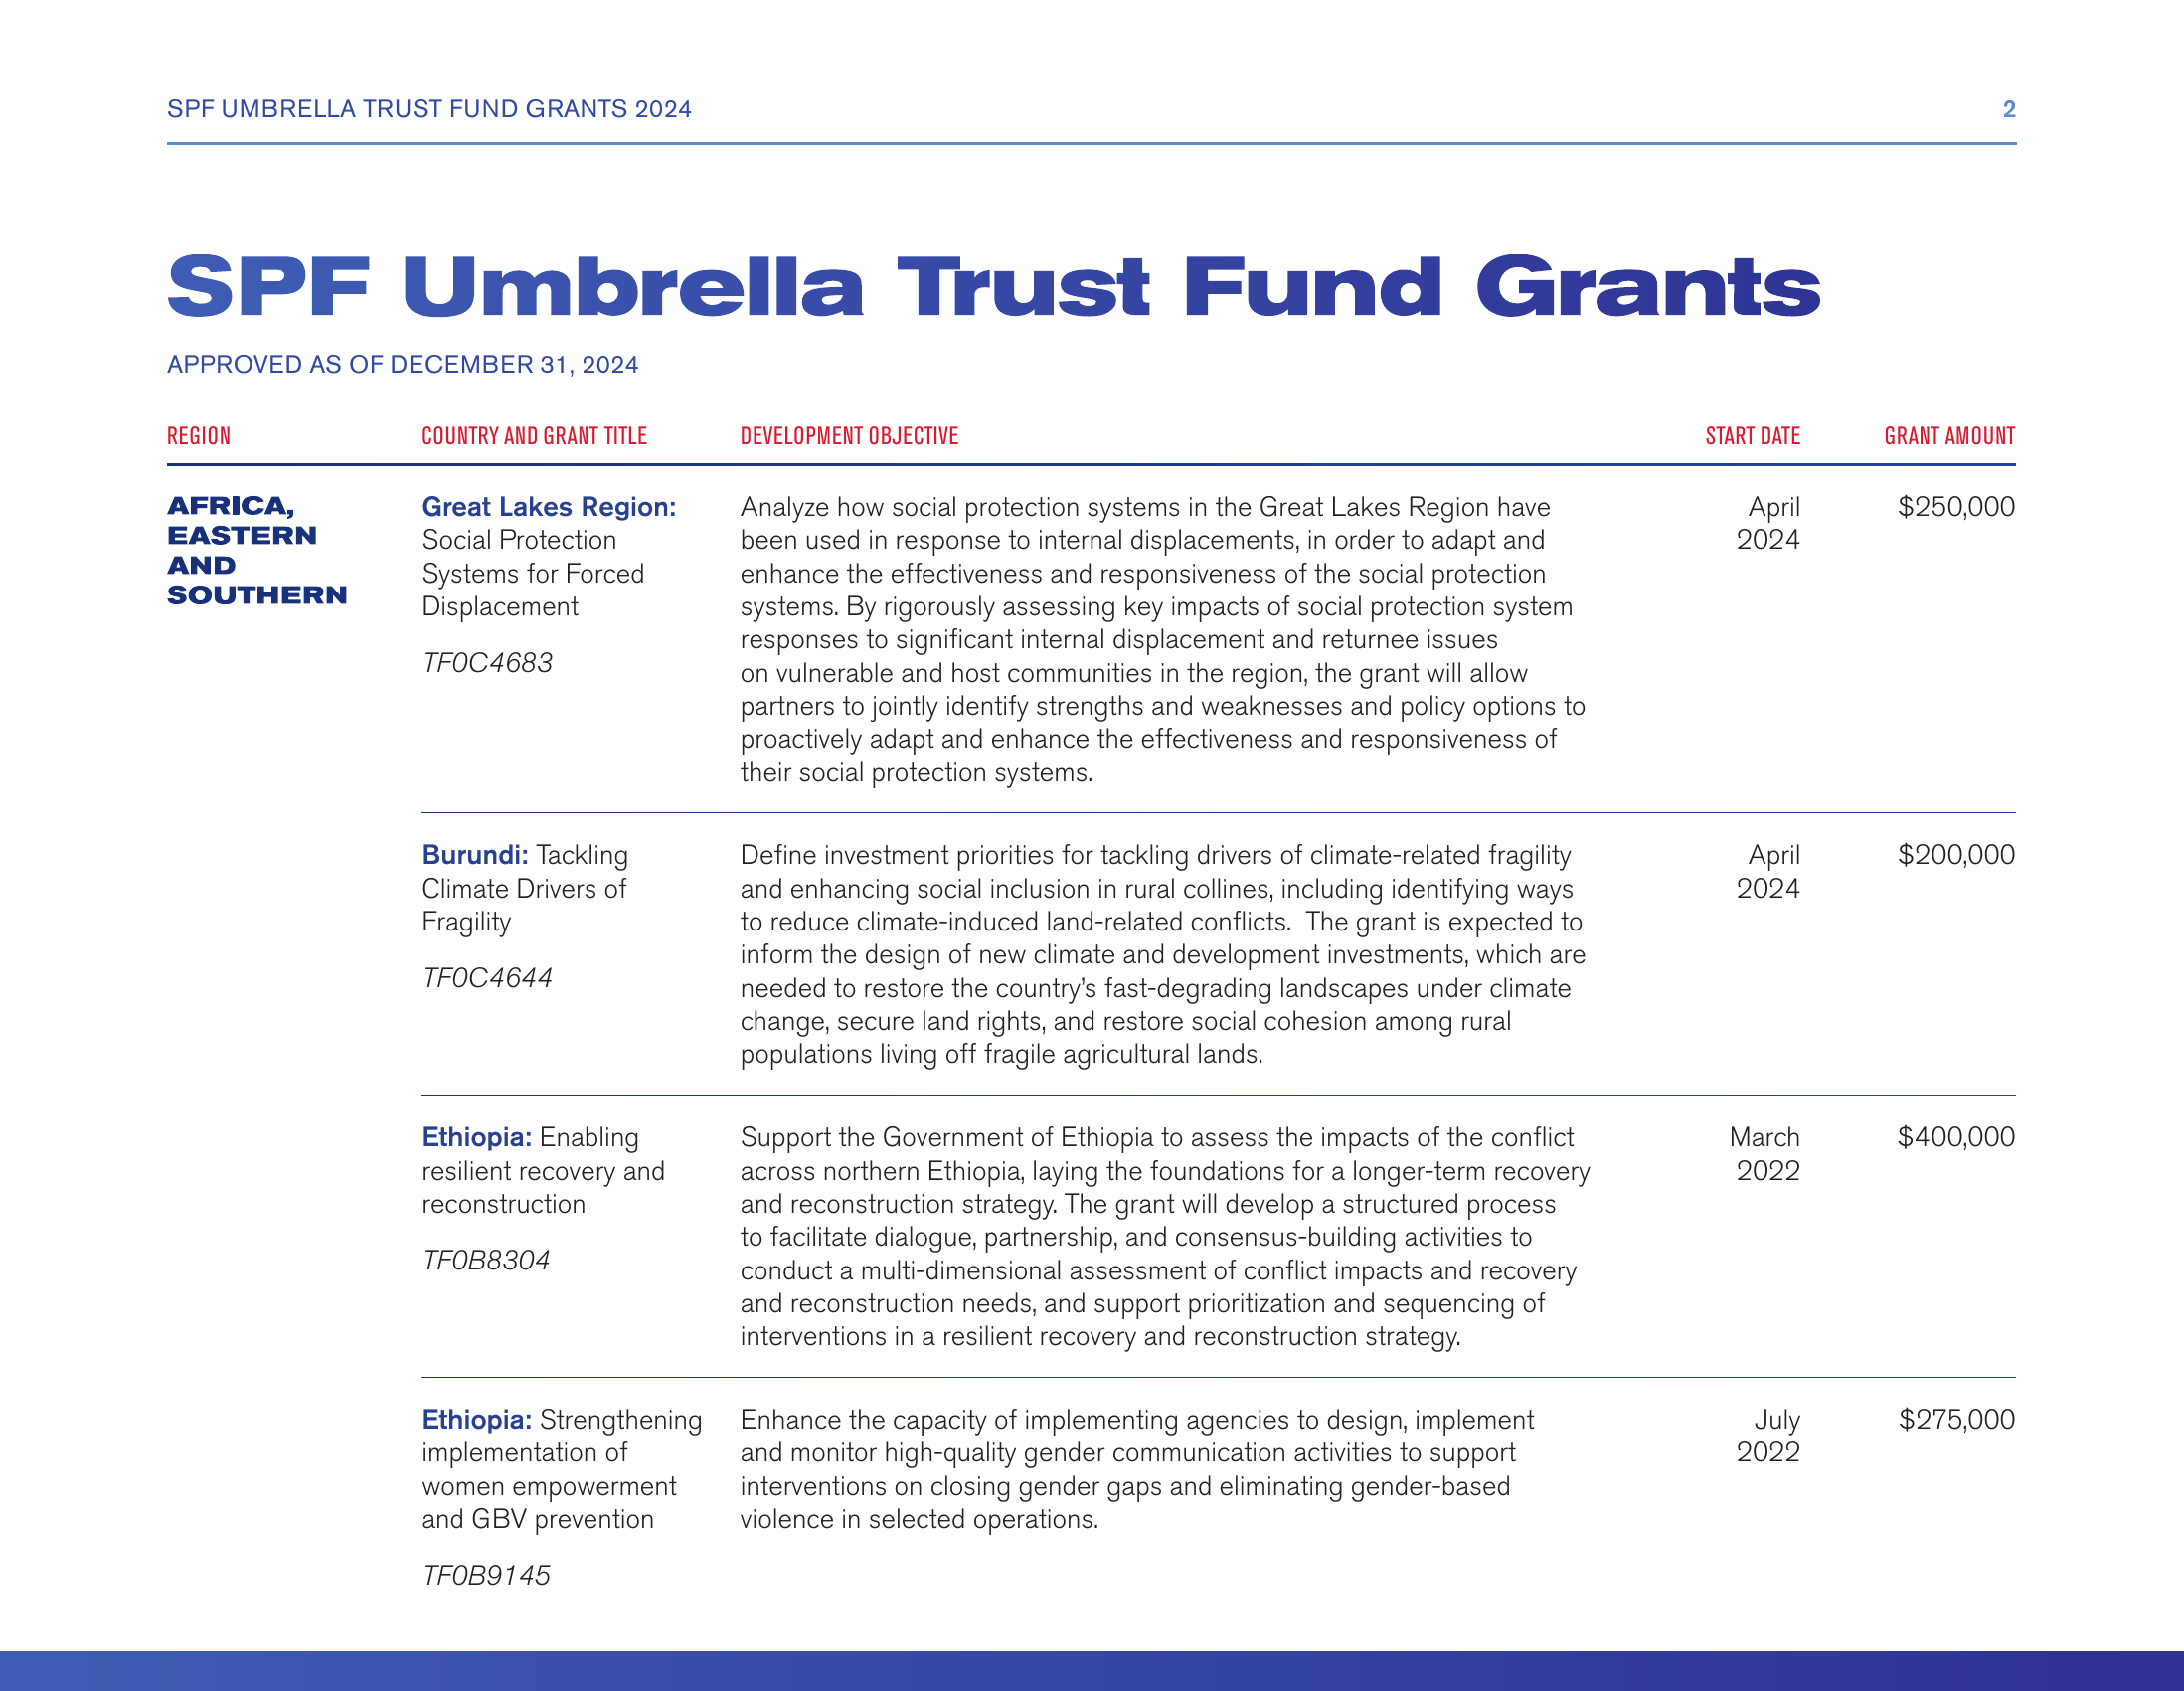 SPF UMBRELLA TRUST FUND GRANTS 2024
2
SPF Umbrella Trust Fund Grants
APPROVED AS OF DECEMBER 31, 2024
REGION
COUNTRY AND GRANT TITLE
DEVELOPMENT OBJECTIVE
START DATE
GRANT AMOUNT
AFRICA,
EASTERN
AND
SOUTHERN
Great Lakes Region:
Social Protection
Systems for Forced
Displacement
TF0C4683
Analyze how social protection systems in the Great Lakes Region have
been used in response to internal displacements, in order to adapt and
enhance the effectiveness and responsiveness of the social protection
systems. By rigorously assessing key impacts of social protection system
responses to significant internal displacement and returnee issues
on vulnerable and host communities in the region, the grant will allow
partners to jointly identify strengths and weaknesses and policy options to
proactively adapt and enhance the effectiveness and responsiveness of
their social protection systems.
April
2024
$250,000
Burundi: Tackling
Climate Drivers of
Fragility
TF0C4644
Define investment priorities for tackling drivers of climate-related fragility
and enhancing social inclusion in rural collines, including identifying ways
to reduce climate-induced land-related conflicts.  The grant is expected to
inform the design of new climate and development investments, which are
needed to restore the country’s fast-degrading landscapes under climate
change, secure land rights, and restore social cohesion among rural
populations living off fragile agricultural lands.
April
2024
$200,000
Ethiopia: Enabling
resilient recovery and
reconstruction
TF0B8304
Support the Government of Ethiopia to assess the impacts of the conflict
across northern Ethiopia, laying the foundations for a longer-term recovery
and reconstruction strategy. The grant will develop a structured process
to facilitate dialogue, partnership, and consensus-building activities to
conduct a multi-dimensional assessment of conflict impacts and recovery
and reconstruction needs, and support prioritization and sequencing of
interventions in a resilient recovery and reconstruction strategy.
March
2022
$400,000
Ethiopia: Strengthening
implementation of
women empowerment
and GBV prevention
TF0B9145
Enhance the capacity of implementing agencies to design, implement
and monitor high-quality gender communication activities to support
interventions on closing gender gaps and eliminating gender-based
violence in selected operations.
July
2022
$275,000